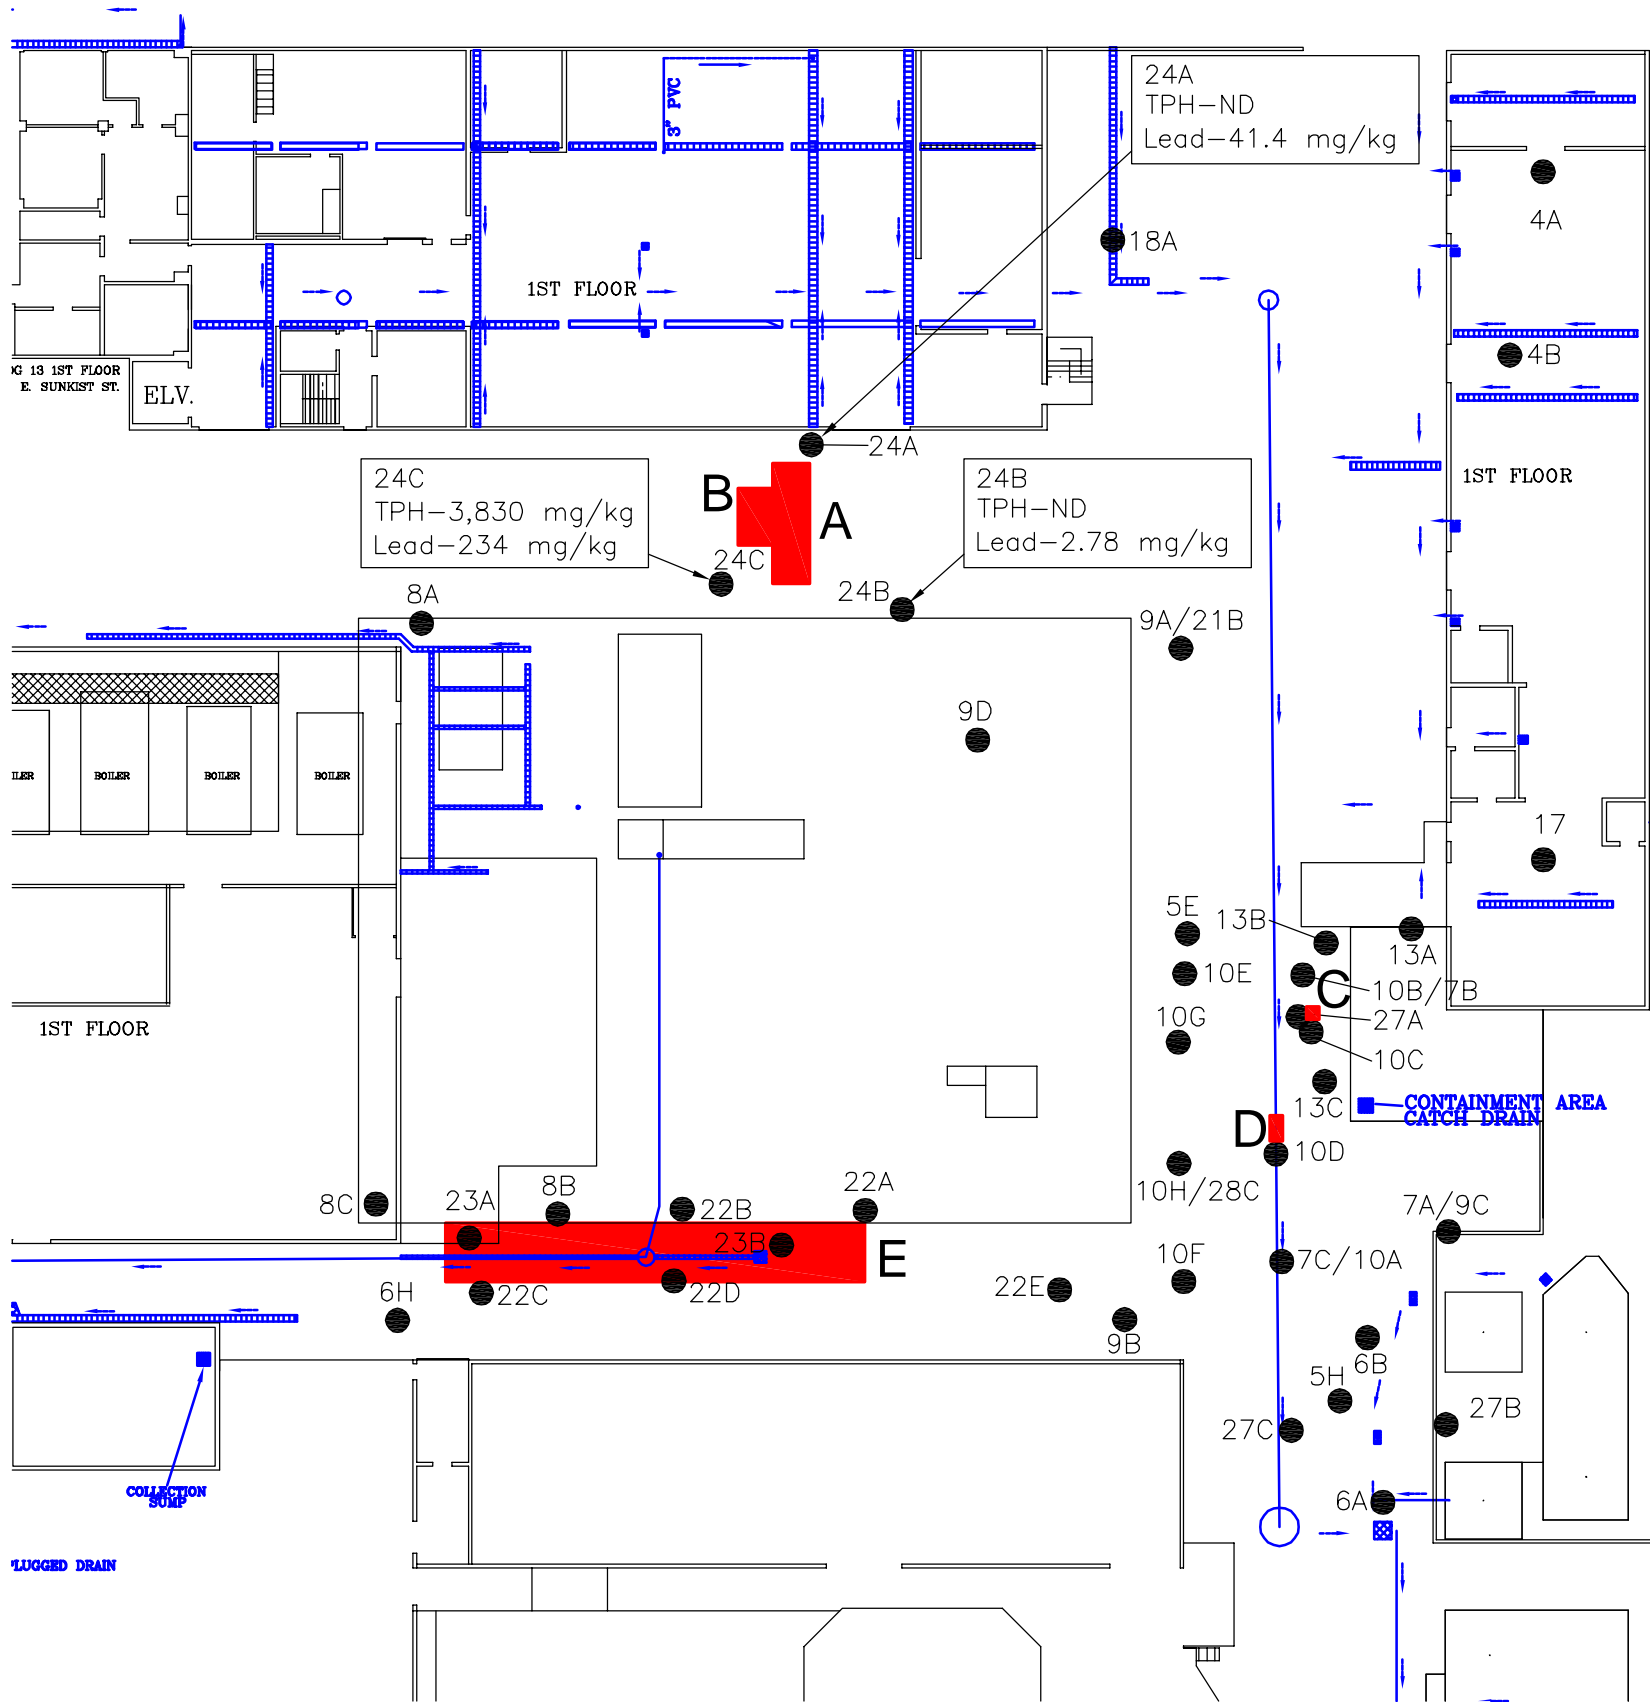 24A
TPH-ND
Lead-41.4 mg/kg
3" PVC
4A
18A
1ST FLOOR
4B
G 13 1ST FLOOR
E. SUNKIST ST.
ELV.
24A
24C
TPH-3,830 mg/kg
Lead-234 mg/kg
B
A
24B
TPH-ND
Lead-2.78 mg/kg
1ST FLOOR
24C
8A
24B
9A/21B
9D
ILER
BOILER
BOILER
BOILER
17
5E
13B
13A
10E
C
10B/7B
27A
10G
10C
1ST FLOOR
13C
CONTAINMENT AREA
CATCH DRAIN
D
10D
10H/28C
8C
23A
8B
22B
22A
7A/9C
23B
E
7C/10A
10F
22E
6H
22C
22D
9B
6B
5H
27B
27C
6A
COLLECTION
SUMP
LUGGED DRAIN